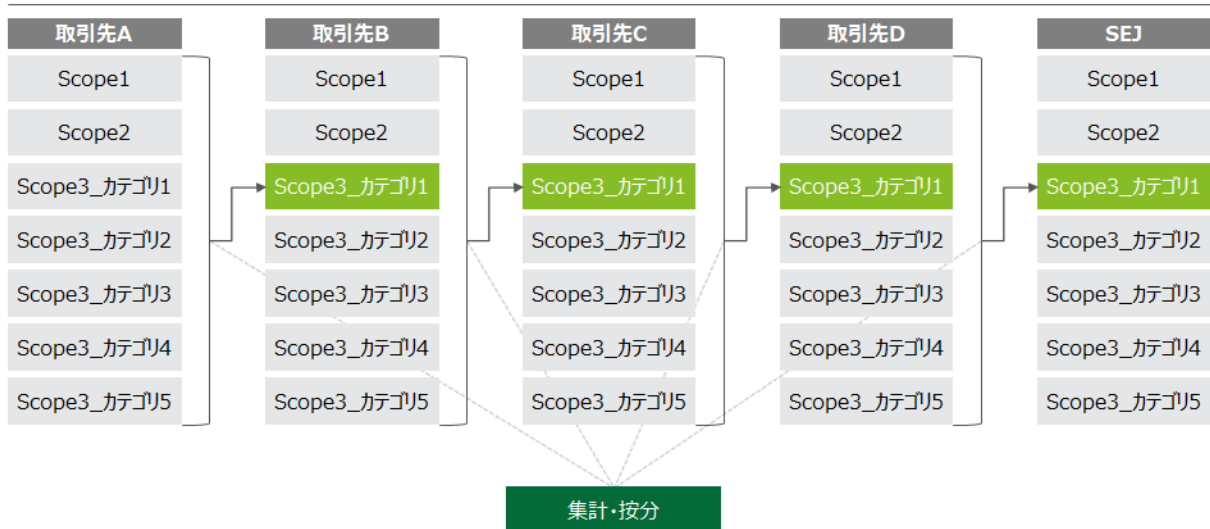 取引先A
取引先B
取引先C
取引先D
SEJ
Scope1
Scope1
Scope1
Scope1
Scope1
Scope2
Scope2
Scope2
Scope2
Scope2
Scope3_カテゴリ1
Scope3_カテゴリ1
Scope3_カテゴリ1
Scope3_カテゴリ1
Scope3_カテゴリ1
Scope3_カテゴリ2
Scope3_カテゴリ2
Scope3_カテゴリ2
Scope3_カテゴリ2
Scope3_カテゴリ2
Scope3_カテゴリ3
Scope3_カテゴリ3
Scope3_カテゴリ3
Scope3_カテゴリ3
Scope3_カテゴリ3
Scope3_カテゴリ4
Scope3_カテゴリ4
Scope3_カテゴリ4
Scope3_カテゴリ4
Scope3_カテゴリ4
Scope3_カテゴリ5
Scope3_カテゴリ5
Scope3_カテゴリ5
Scope3_カテゴリ5
Scope3_カテゴリ5
集計・按分